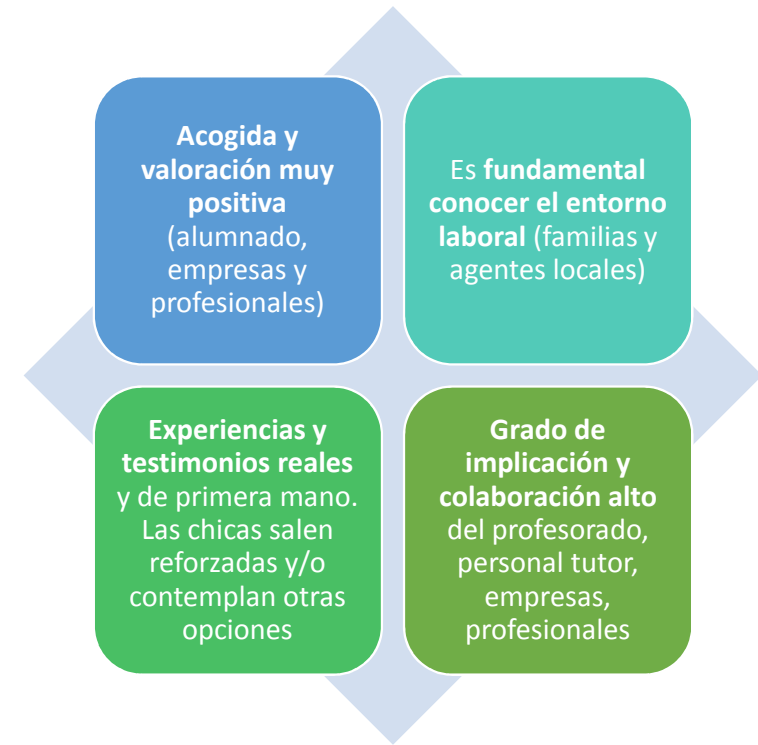 Acogida y
valoración muy
positiva
(alumnado,
empresas y
profesionales)
Es fundamental
conocer el entorno
laboral (familias y
agentes locales)
Experiencias y
testimonios reales
y de primera mano.
Las chicas salen
reforzadas y/o
contemplan otras
opciones
Grado de
implicación y
colaboración alto
del profesorado,
personal tutor,
empresas,
profesionales